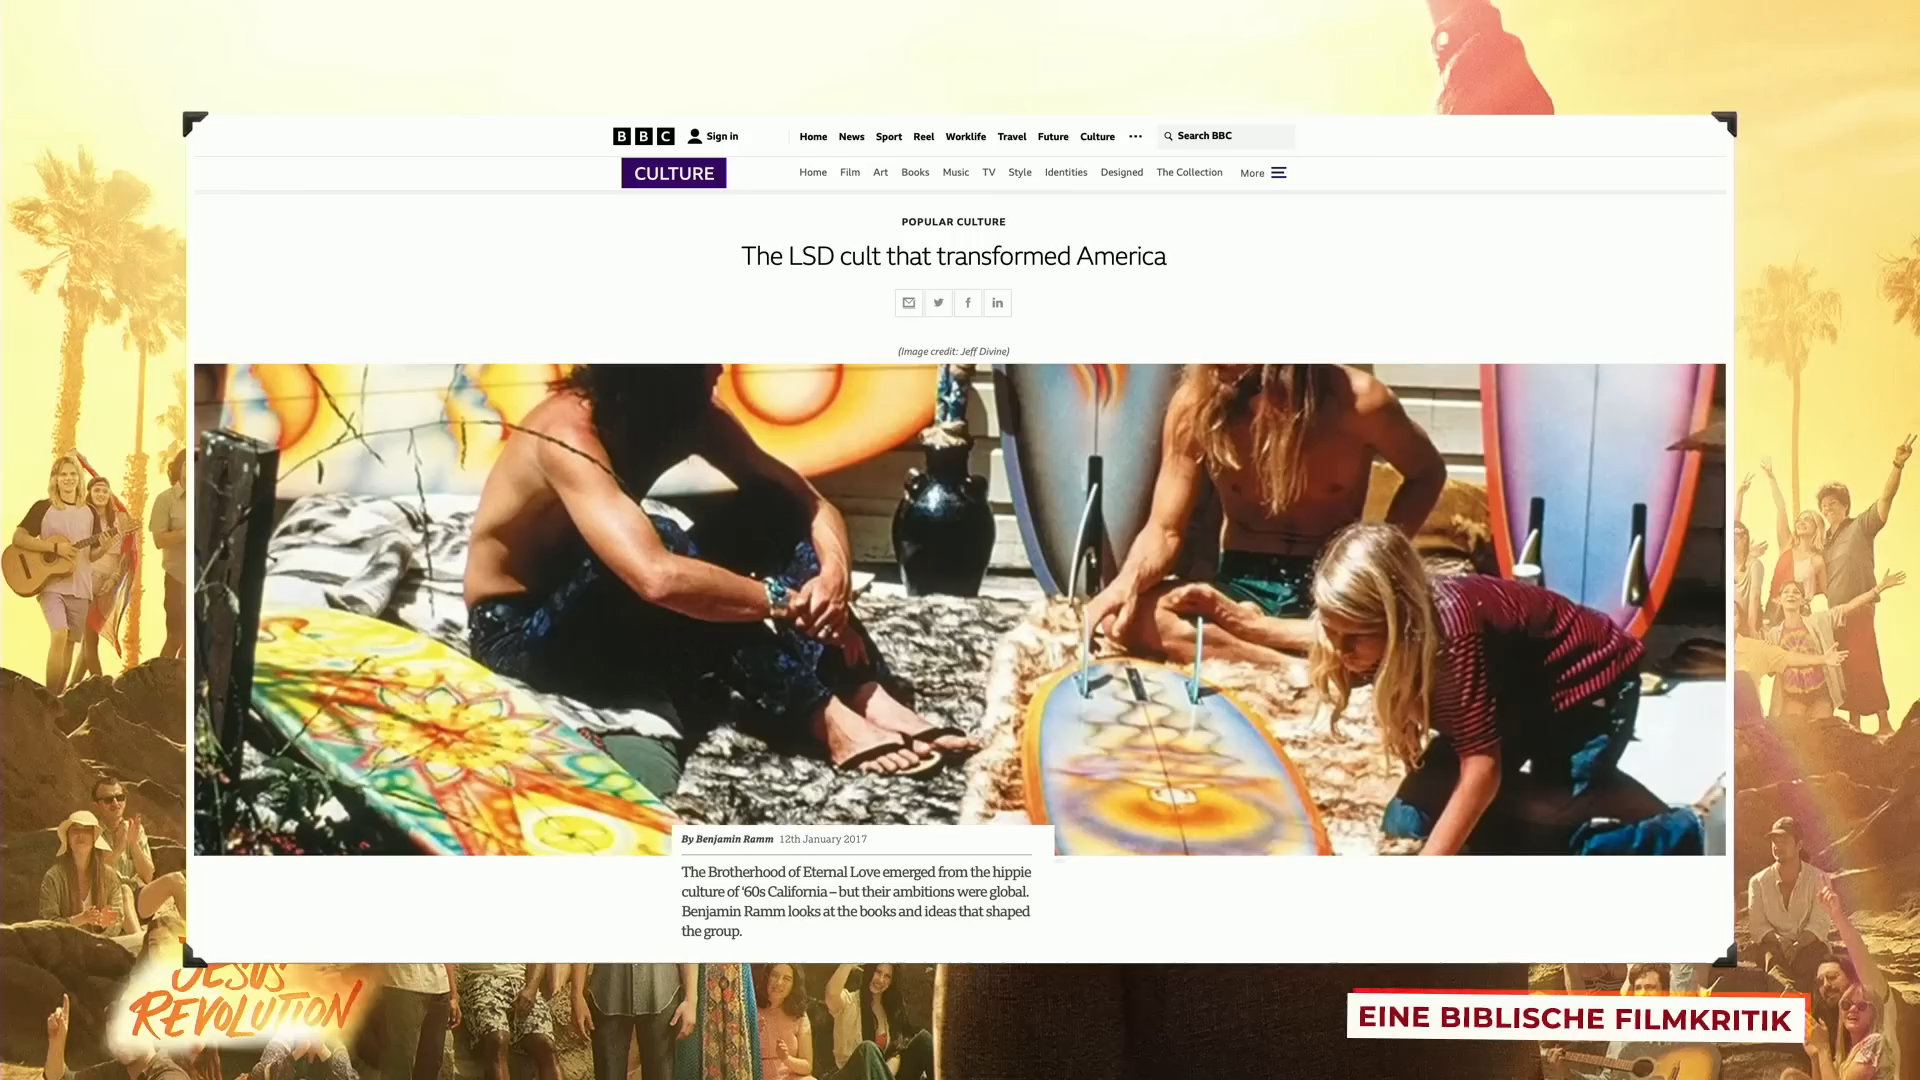 BBC
Sign in
Home News Sport Reel Worklife Travel Future Culture ···
Search BBC
CULTURE
Home Film Art Books Music TV Style Identities Designed The Collection More
POPULAR CULTURE
The LSD cult that transformed America
(Image credit: Jeff Divine)
By Benjamin Ramm 12th January 2017
The Brotherhood of Eternal Love emerged from the hippie
culture of '60s California – but their ambitions were global.
Benjamin Ramm looks at the books and ideas that shaped
the group.
JESUS
REVOLUTION
EINE BIBLISCHE FILMKRITIK